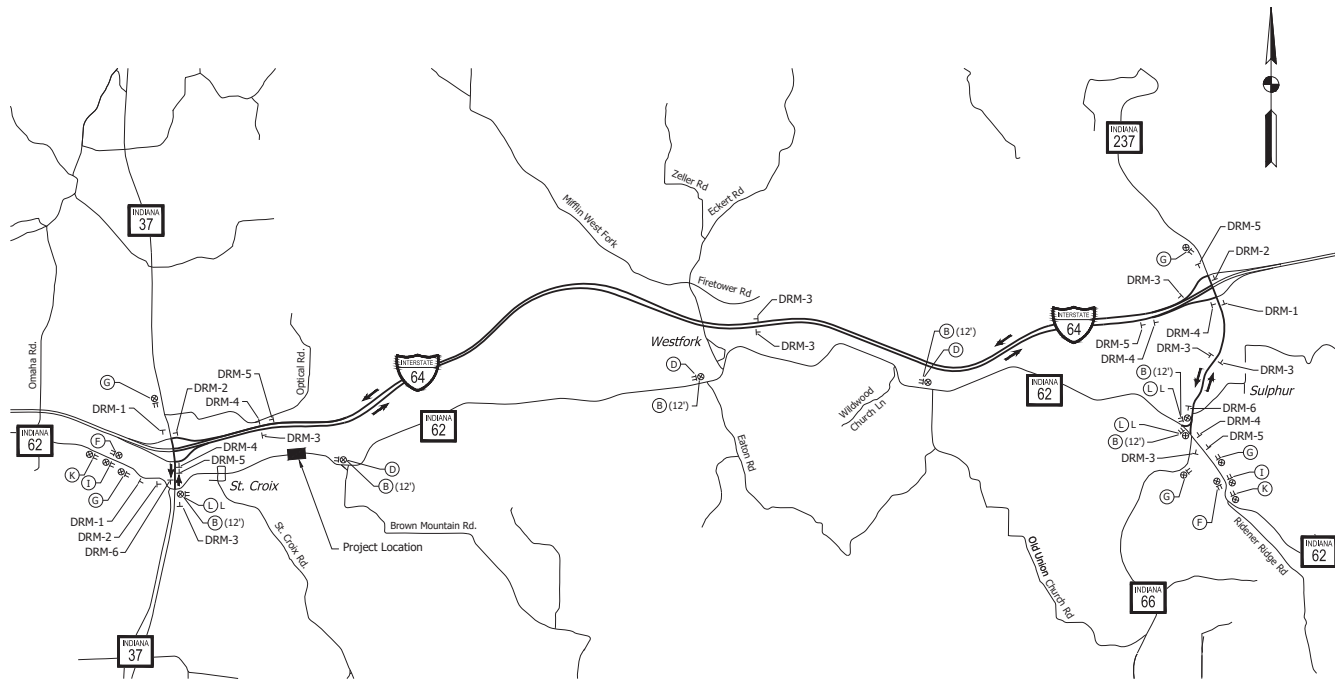 INDIANA
237
INDIANA
37
Zeller Rd
Eckert Rd
Mifflin West Fork
Firetower Rd
DRM-5
DRM-2
G
DRM-3
DRM-1
DRM-3
DRM-3
INTERSTATE
64
DRM-4
DRM-5
DRM-4
DRM-3
DRM-3
Westfork
B (12')
D
D
B (12')
Omaha Rd.
Optical Rd.
INTERSTATE
64
G
DRM-5
DRM-4
DRM-2
DRM-1
DRM-3
INDIANA
62
INDIANA
62
INDIANA
62
Wildwood
Church Ln
B (12')
Sulphur
L L
DRM-6
L L
DRM-4
B (12')
DRM-5
DRM-3
G
I
K
G
F
F
K
I
G
DRM-4
DRM-5
St. Croix
D
B (12')
L L
B (12')
DRM-1
DRM-2
DRM-6
DRM-3
St. Croix Rd.
Project Location
Brown Mountain Rd.
Eaton Rd
Old Union Church Rd
Ridener Ridge Rd
INDIANA
62
INDIANA
66
INDIANA
37